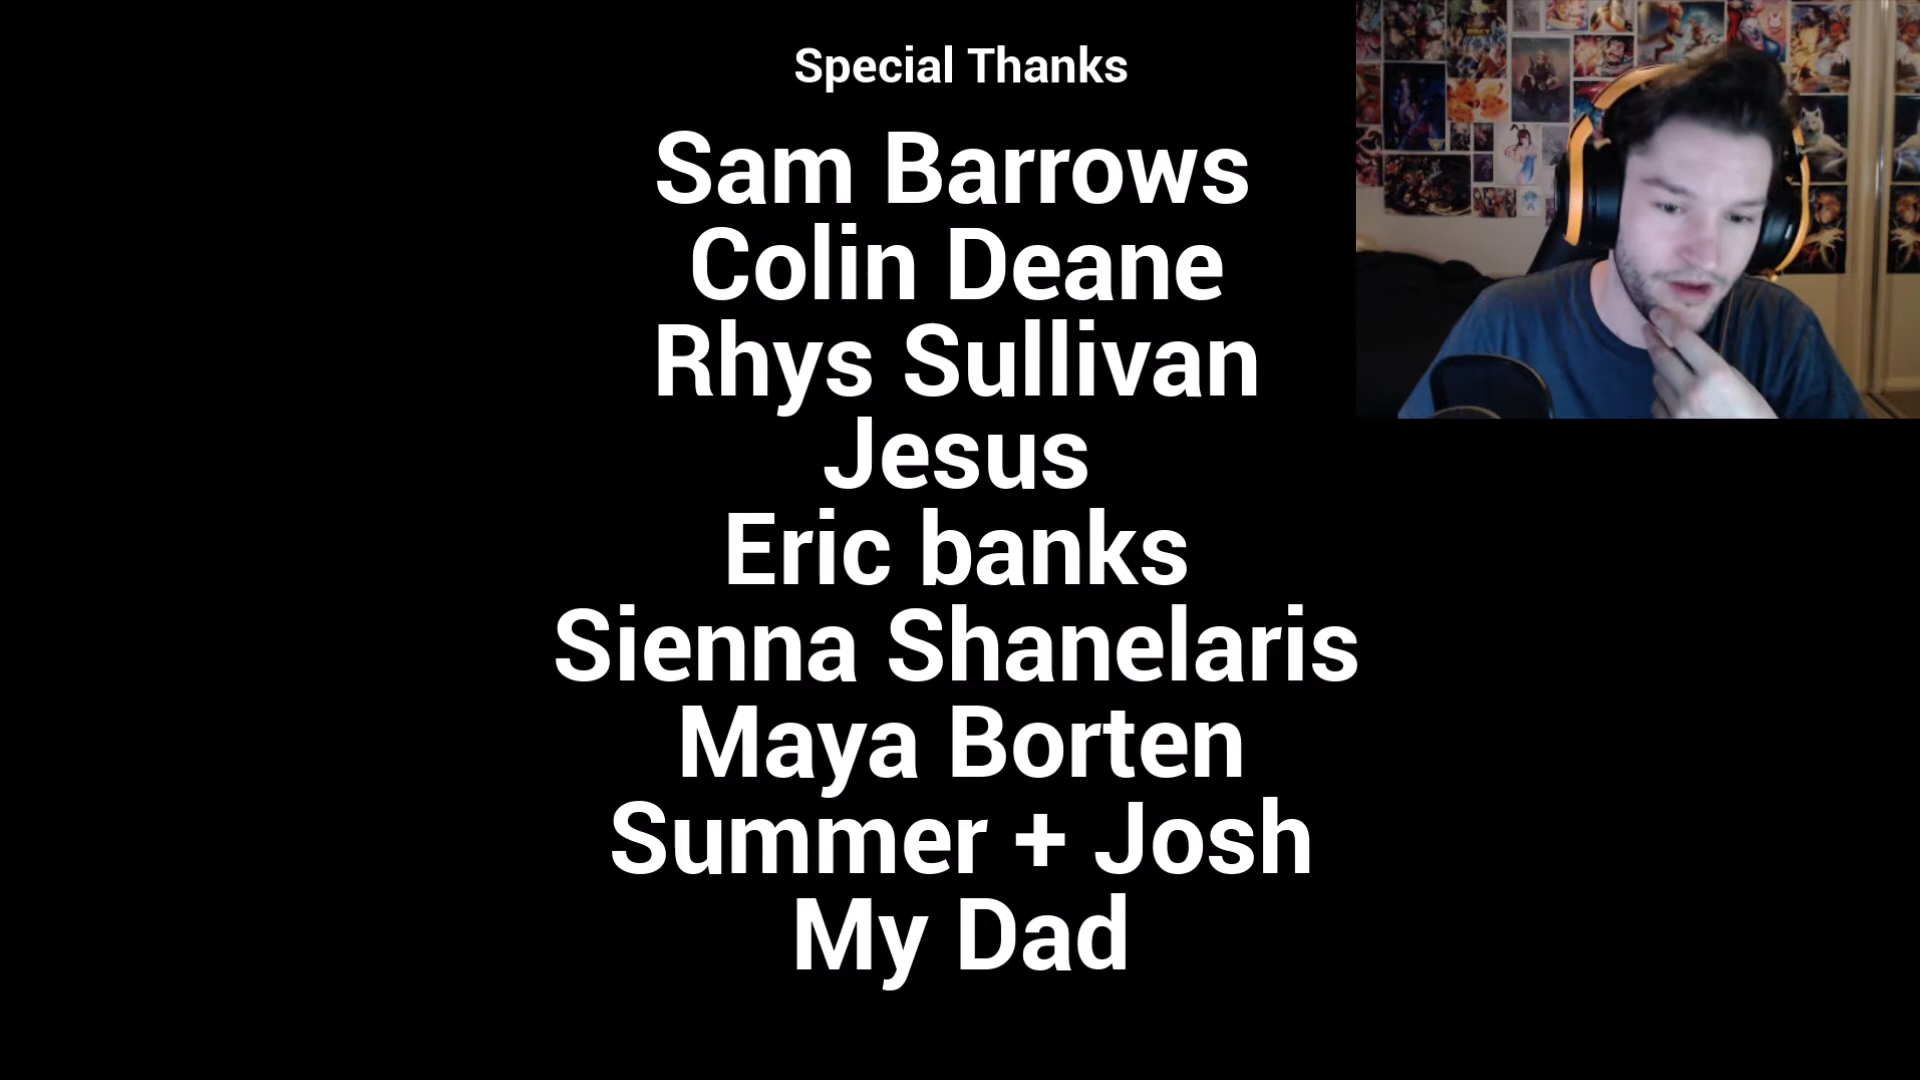 Special Thanks
Sam Barrows
Colin Deane
Rhys Sullivan
Jesus
Eric banks
Sienna Shanelaris
Maya Borten
Summer + Josh
My Dad